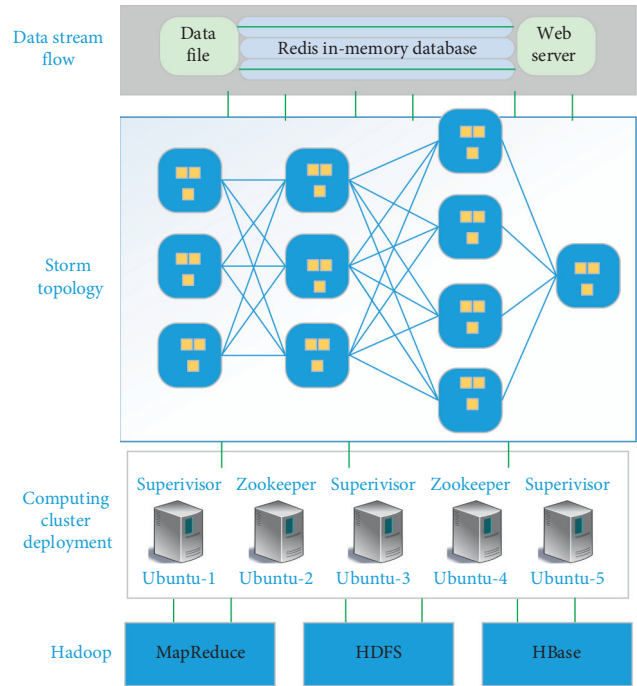 Data stream
flow
Data
file
Redis in-memory database
Web
server
Storm
topology
Computing
cluster
deployment
Superivisor Zookeeper Supervisor Zookeeper Supervisor
Ubuntu-1 Ubuntu-2 Ubuntu-3 Ubuntu-4 Ubuntu-5
Hadoop
MapReduce
HDFS
HBase